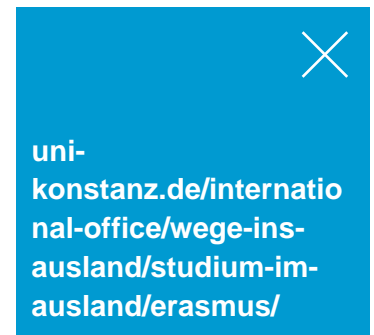 uni-
konstanz.de/internatio
nal-office/wege-ins-
ausland/studium-im-
ausland/erasmus/